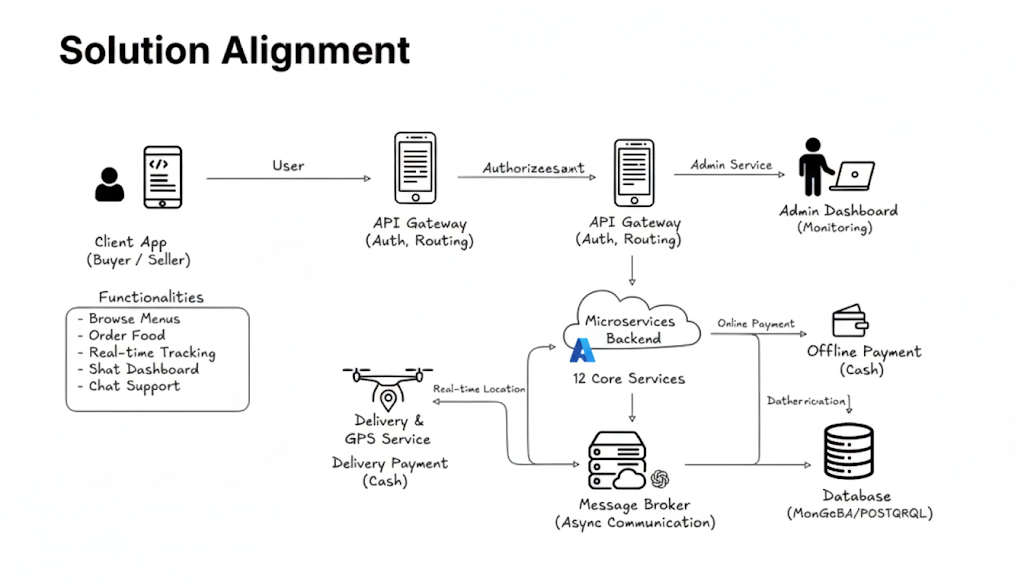 Solution Alignment
User
Authorizeesant
Admin Service
API Gateway
(Auth, Routing)
API Gateway
(Auth, Routing)
Admin Dashboard
(Monitoring)
Client App
(Buyer / Seller)
Functionalities
- Browse Menus
- Order Food
- Real-time Tracking
- Shat Dashboard
- Chat Support
Microservices
Backend
12 Core Services
Online Payment
Offline Payment
(Cash)
Real-time Location
Delivery &
GPS Service
Delivery Payment
(Cash)
Message Broker
(Async Communication)
Database
(MonGeBA/POSTQRQL)